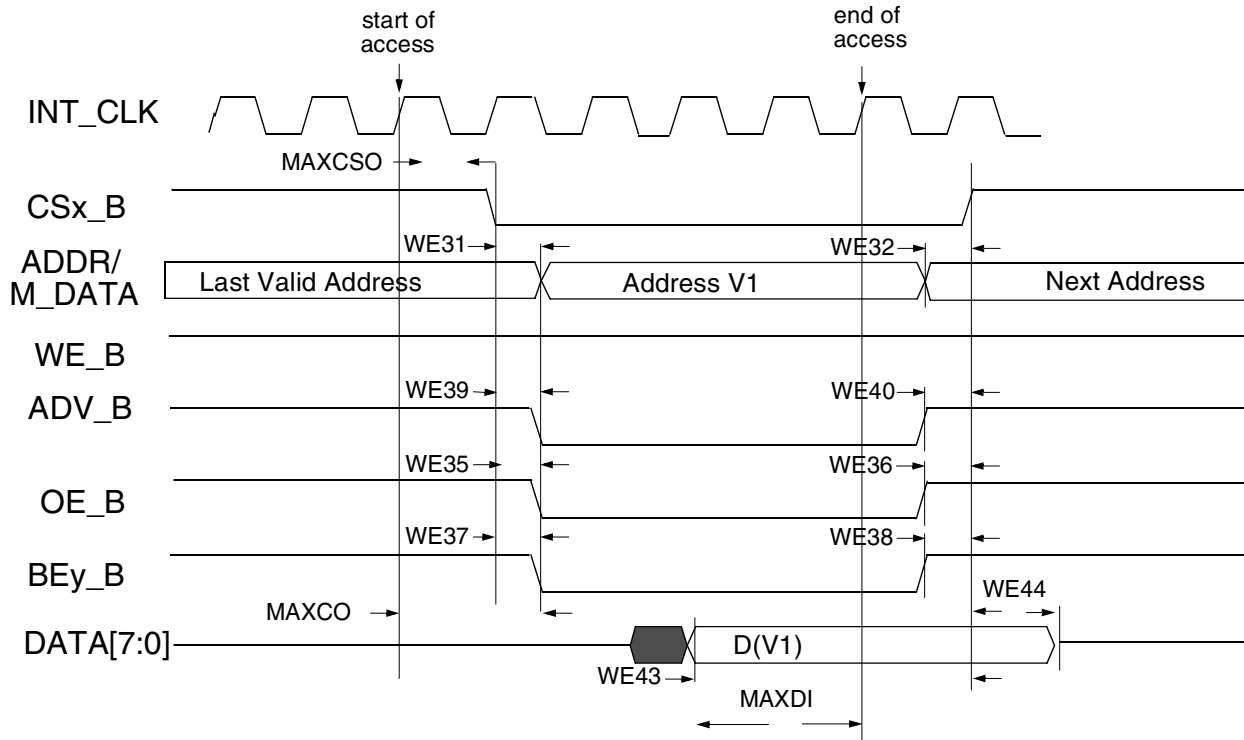 start of
access
end of
access
INT_CLK
MAXCSO
CSx_B
WE31
WE32
ADDR/
M_DATA
Last Valid Address
Address V1
Next Address
WE_B
WE39
WE40
ADV_B
WE35
WE36
OE_B
WE37
WE38
BEy_B
WE44
MAXCO
DATA[7:0]
D(V1)
WE43
MAXDI